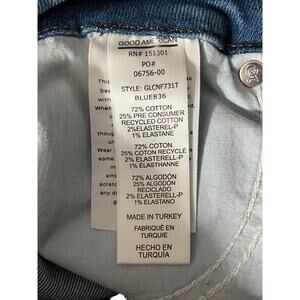 GOOD AMERICAN
RN# 151301
PO#
06756-00
STYLE: GLCNF731T
BLUE836
72% COTTON
25% PRE CONSUMER
RECYCLED COTTON
2% ELASTEREL-P
1% ELASTANE
72% COTON
25% COTON RECYCLÉ
2% ELASTERELL-P
1% ÉLASTHANNE
72% ALGODÓN
25% ALGODÓN
RECICLADO
2% ELASTERELL-P
1% ELASTANO
MADE IN TURKEY
FABRIQUÉ EN
TURQUIE
HECHO EN
TURQUÍA